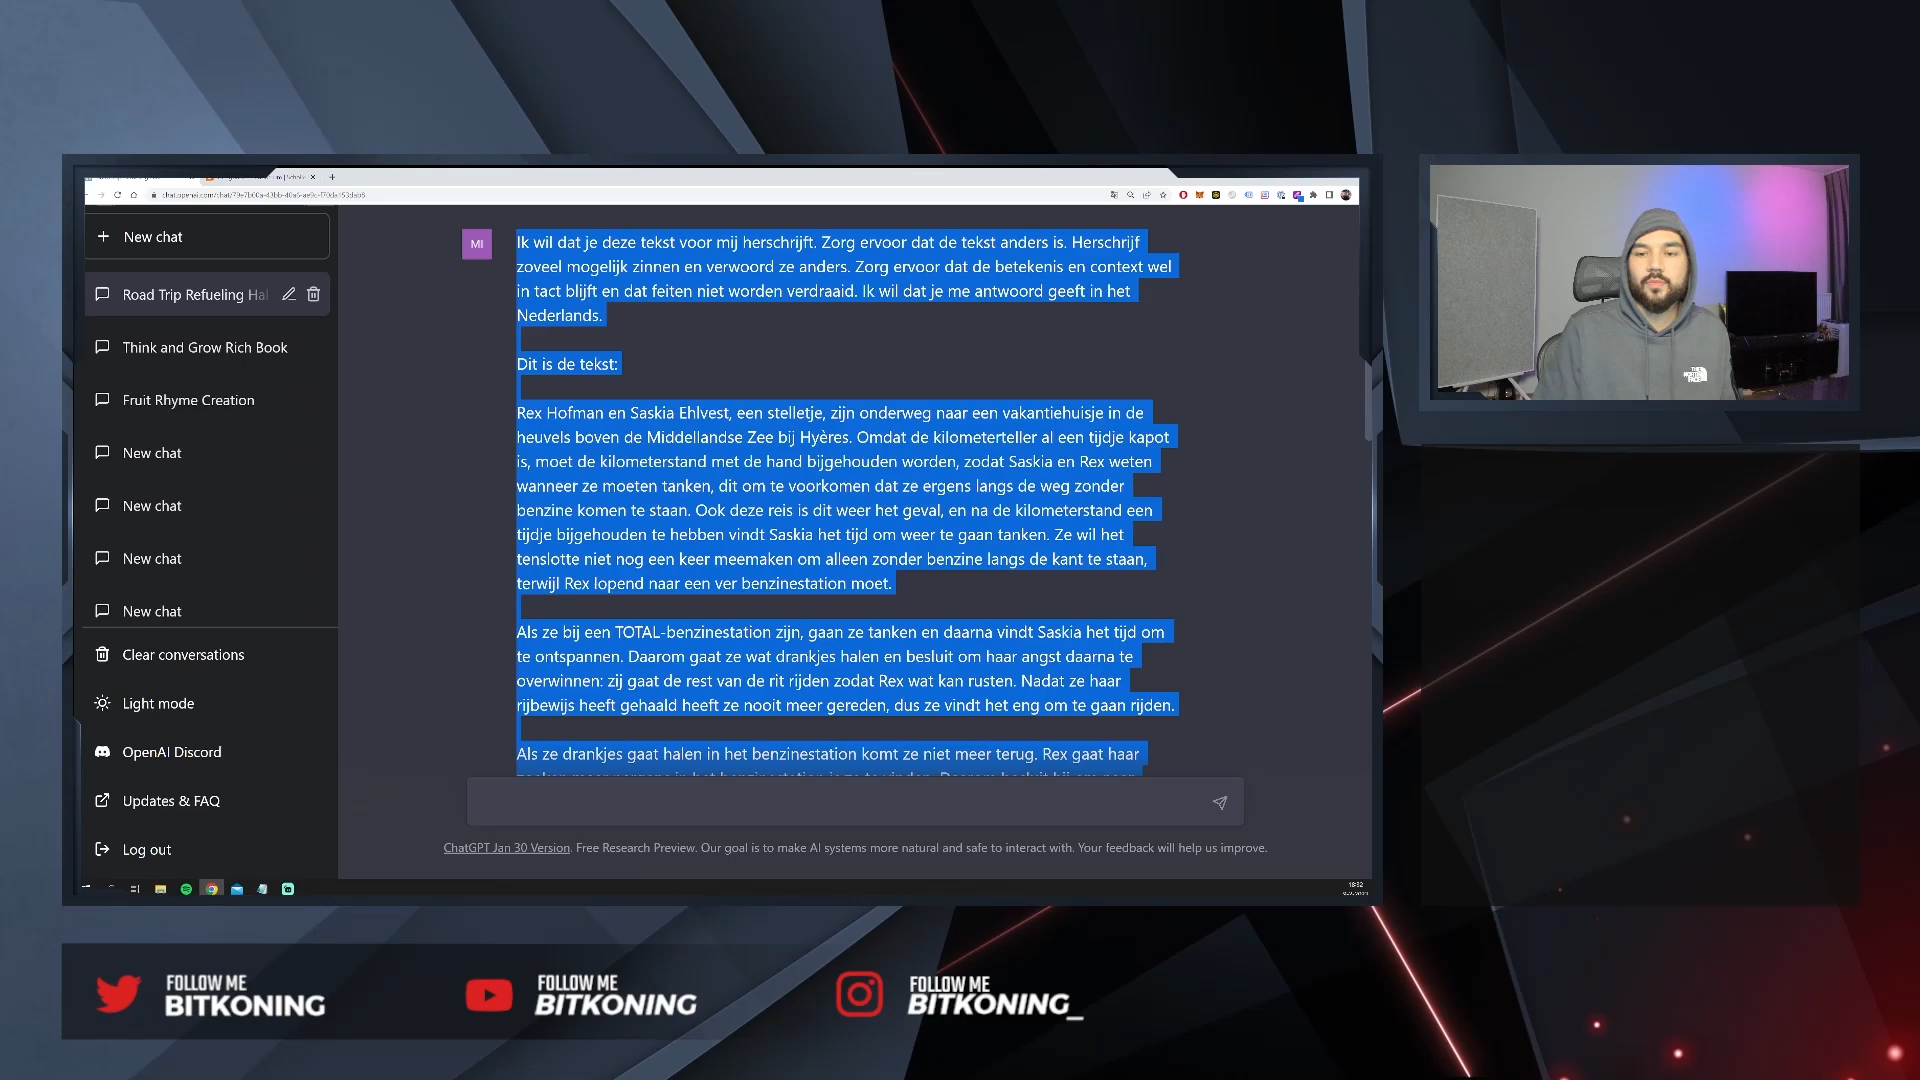 chat.openai.com/chat/79e7b00a-43bb-40a6-ae9c-f70da153dab8
New chat
Road Trip Refueling Hal
Think and Grow Rich Book
Fruit Rhyme Creation
New chat
New chat
New chat
New chat
Clear conversations
Light mode
OpenAI Discord
Updates & FAQ
Log out
MI
Ik wil dat je deze tekst voor mij herschrijft. Zorg ervoor dat de tekst anders is. Herschrijf
zoveel mogelijk zinnen en verwoord ze anders. Zorg ervoor dat de betekenis en context wel
in tact blijft en dat feiten niet worden verdraaid. Ik wil dat je me antwoord geeft in het
Nederlands.
Dit is de tekst:
Rex Hofman en Saskia Ehlvest, een stelletje, zijn onderweg naar een vakantiehuisje in de
heuvels boven de Middellandse Zee bij Hyères. Omdat de kilometerteller al een tijdje kapot
is, moet de kilometerstand met de hand bijgehouden worden, zodat Saskia en Rex weten
wanneer ze moeten tanken, dit om te voorkomen dat ze ergens langs de weg zonder
benzine komen te staan. Ook deze reis is dit weer het geval, en na de kilometerstand een
tijdje bijgehouden te hebben vindt Saskia het tijd om weer te gaan tanken. Ze wil het
tenslotte niet nog een keer meemaken om alleen zonder benzine langs de kant te staan,
terwijl Rex lopend naar een ver benzinestation moet.
Als ze bij een TOTAL-benzinestation zijn, gaan ze tanken en daarna vindt Saskia het tijd om
te ontspannen. Daarom gaat ze wat drankjes halen en besluit om haar angst daarna te
overwinnen: zij gaat de rest van de rit rijden zodat Rex wat kan rusten. Nadat ze haar
rijbewijs heeft gehaald heeft ze nooit meer gereden, dus ze vindt het eng om te gaan rijden.
Als ze drankjes gaat halen in het benzinestation komt ze niet meer terug. Rex gaat haar
ChatGPT Jan 30 Version. Free Research Preview. Our goal is to make AI systems more natural and safe to interact with. Your feedback will help us improve.
18:32
THE
NORTH
FACE
FOLLOW ME
BITKONING
FOLLOW ME
BITKONING
FOLLOW ME
BITKONING_